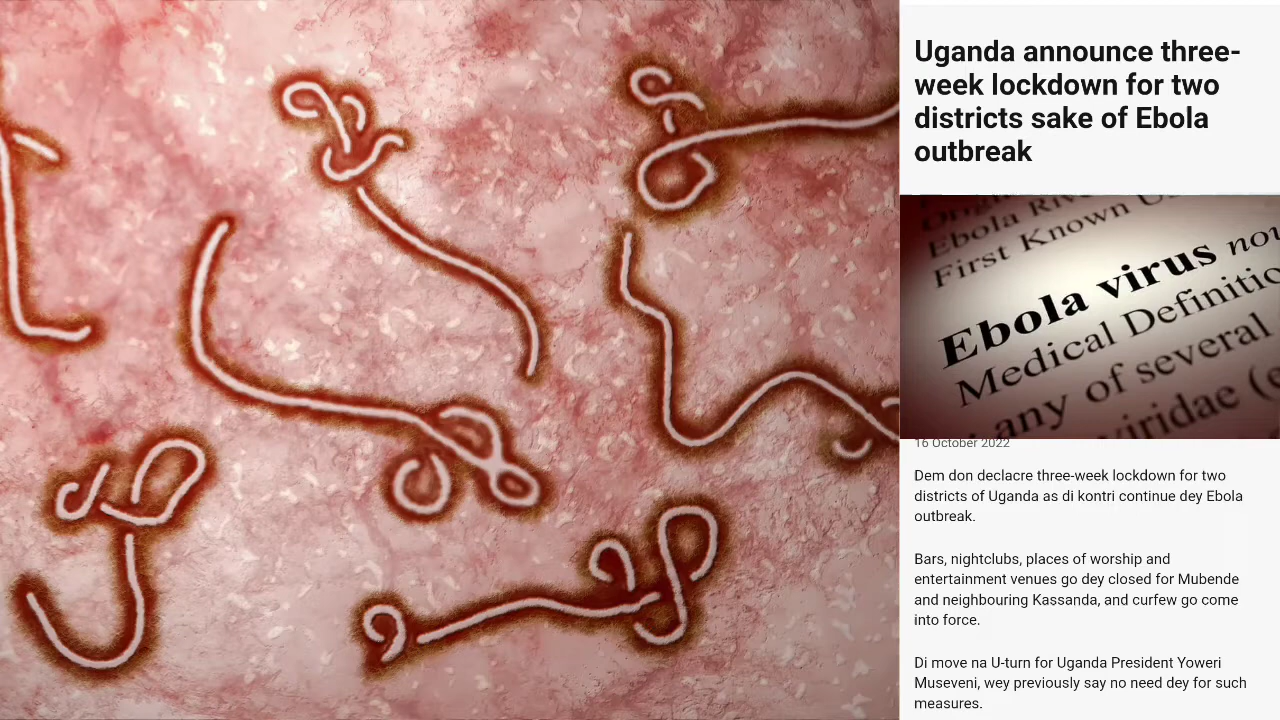 Uganda announce three-
week lockdown for two
districts sake of Ebola
outbreak
Ebola
First Known
Ebola virus
Medical
any of several
16 October 2022
Dem don declacre three-week lockdown for two
districts of Uganda as di kontri continue dey Ebola
outbreak.
Bars, nightclubs, places of worship and
entertainment venues go dey closed for Mubende
and neighbouring Kassanda, and curfew go come
into force.
Di move na U-turn for Uganda President Yoweri
Museveni, wey previously say no need dey for such
measures.